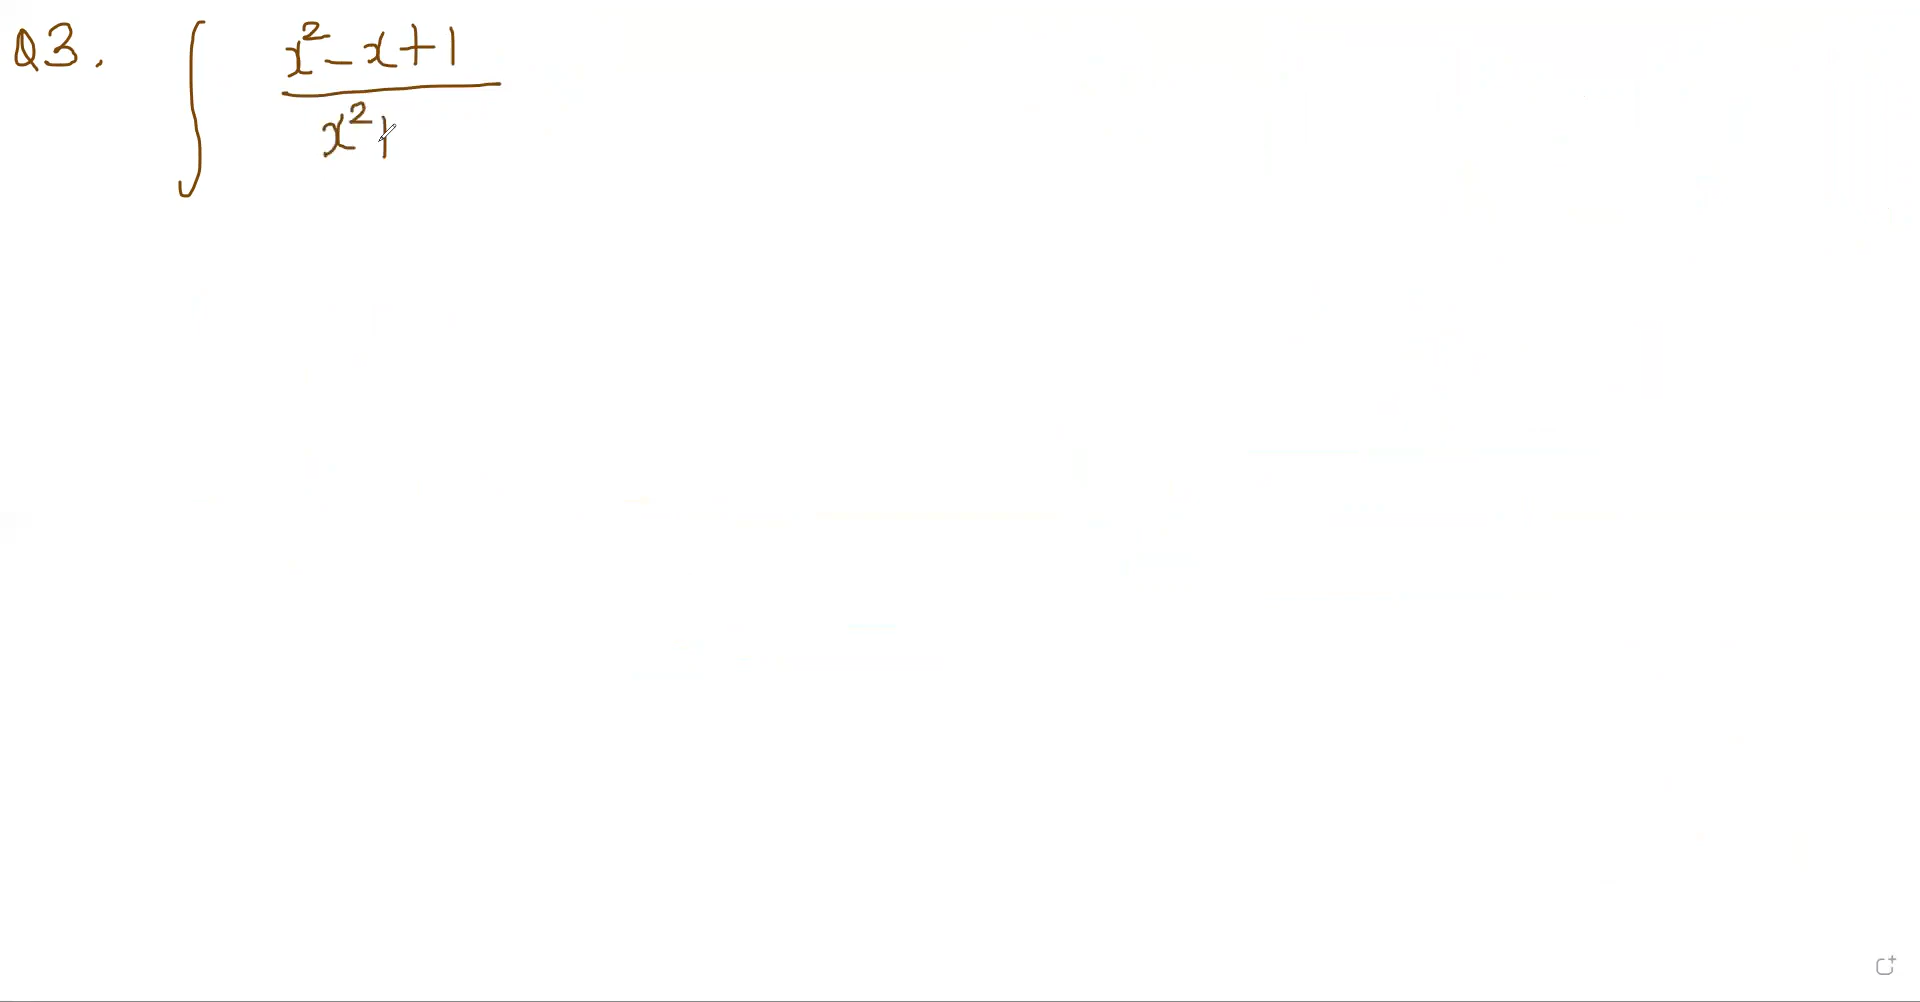 Q3. ∫ x²-x+1
x²